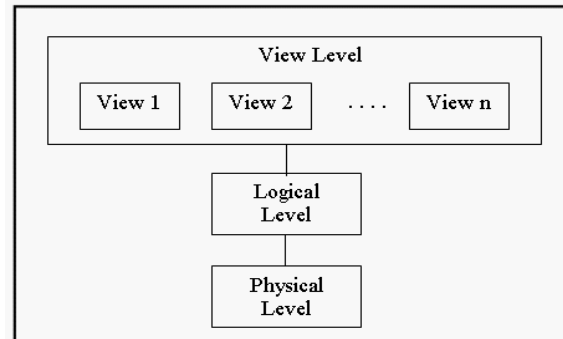 View Level
View 1
View 2
. . . .
View n
Logical
Level
Physical
Level